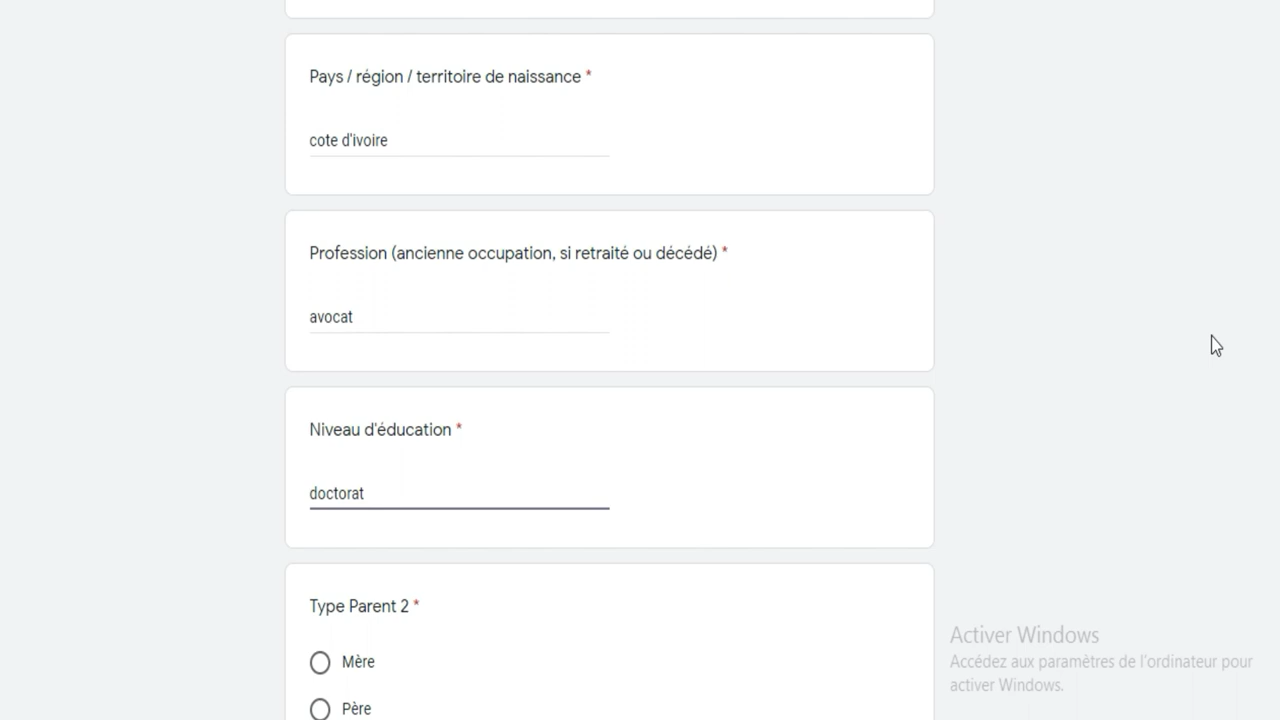 Pays / région / territoire de naissance *
cote d'ivoire
Profession (ancienne occupation, si retraité ou décédé) *
avocat
Niveau d'éducation *
doctorat
Type Parent 2 *
Mère
Père
Activer Windows
Accédez aux paramètres de l'ordinateur pour
activer Windows.